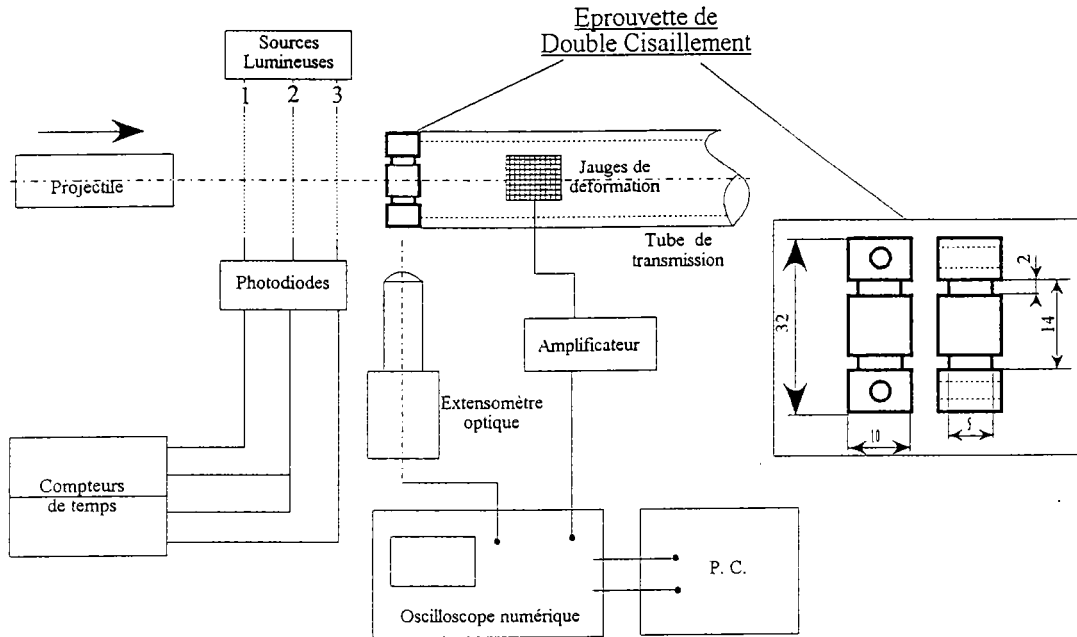 Eprouvette de
Double Cisaillement
Sources
Lumineuses
1 2 3
Projectile
Jauges de
déformation
Tube de
transmission
Photodiodes
Amplificateur
Extensomètre
optique
Compteurs
de temps
Oscilloscope numérique
P. C.
32
2
14
10
5